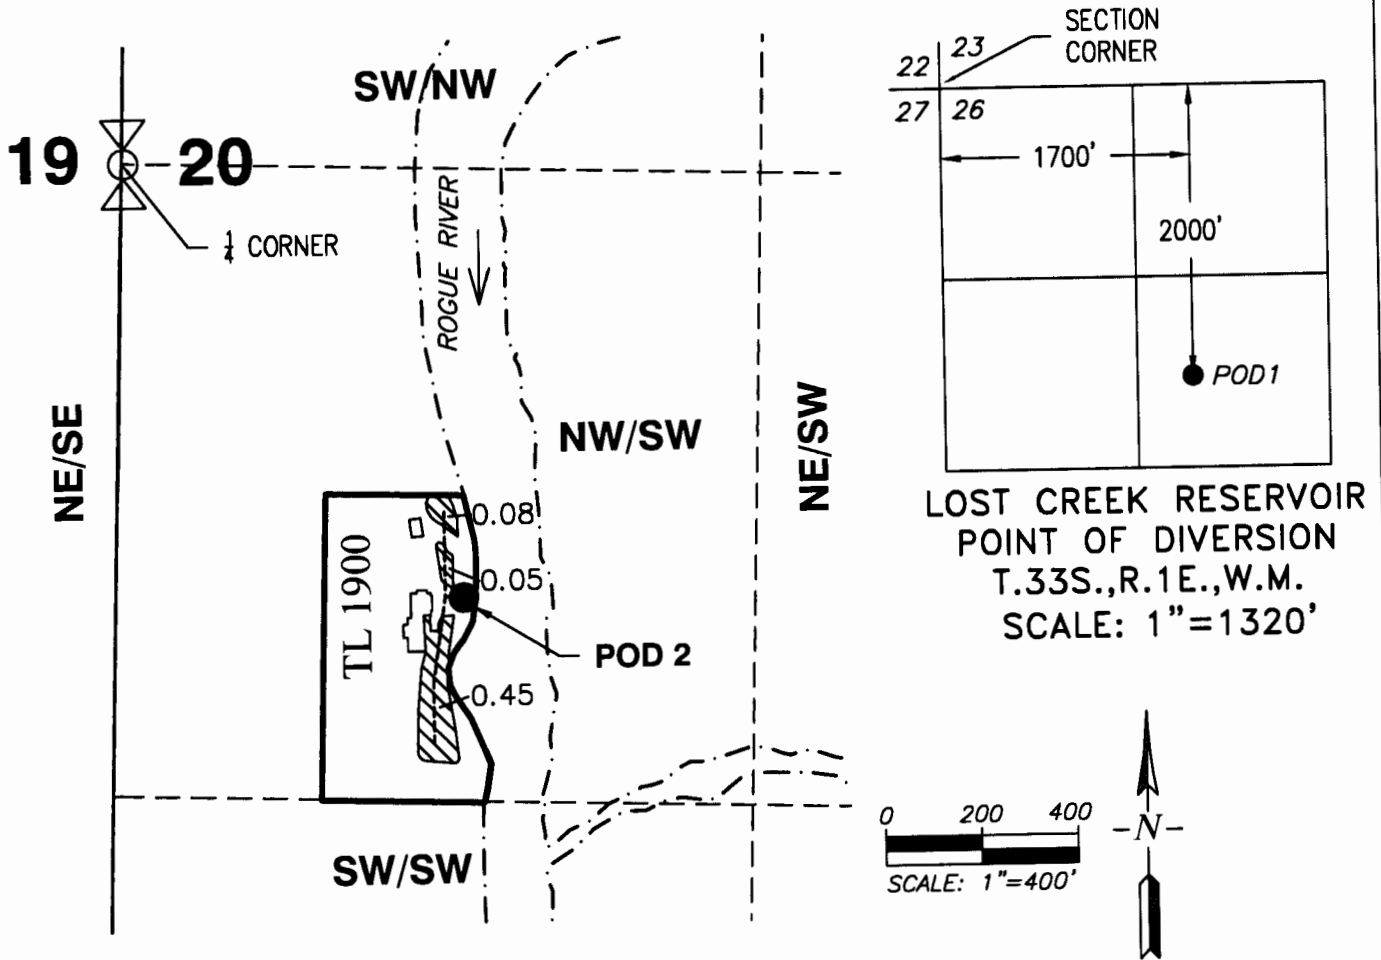 SW/NW
19
20
1/4 CORNER
ROGUE RIVER
NE/SE
NW/SW
NE/SW
TL 1900
0.08
0.05
POD 2
0.45
SW/SW
SECTION
CORNER
22
23
27
26
1700'
2000'
POD1
LOST CREEK RESERVOIR
POINT OF DIVERSION
T.33S.,R.1E.,W.M.
SCALE: 1"=1320'
0 200 400
SCALE: 1"=400'
-N-